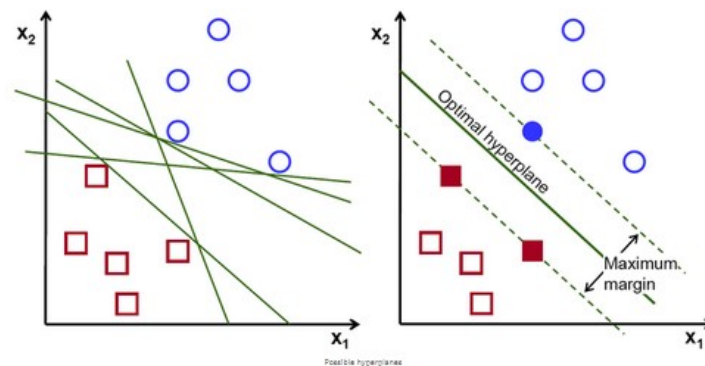 X₂
X₁
X₂
Optimal hyperplane
Maximum
margin
X₁
Possible hyperplanes